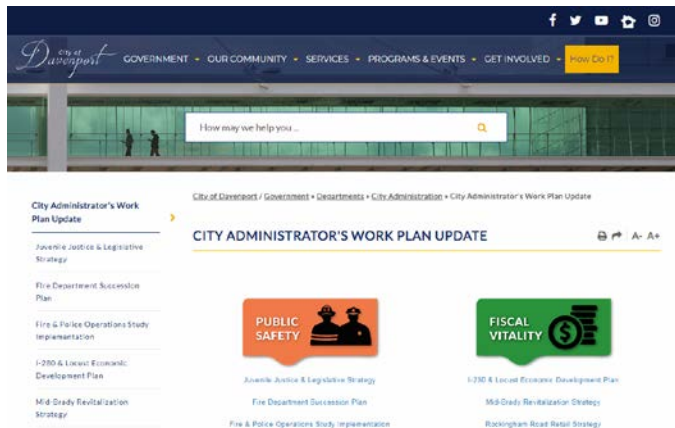 City of
Davenport
GOVERNMENT
OUR COMMUNITY
SERVICES
PROGRAMS & EVENTS
GET INVOLVED
How Do I?
How may we help you ...
City of Davenport / Government • Departments • City Administration • City Administrator's Work Plan Update
City Administrator's Work
Plan Update
CITY ADMINISTRATOR'S WORK PLAN UPDATE
A- A+
Juvenile Justice & Legislative
Strategy
Fire Department Succession
Plan
Fire & Police Operations Study
Implementation
I-280 & Locust Economic
Development Plan
Mid-Brady Revitalization
Strategy
PUBLIC
SAFETY
Juvenile Justice & Legislative Strategy
Fire Department Succession Plan
Fire & Police Operations Study Implementation
FISCAL
VITALITY
I-280 & Locust Economic Development Plan
Mid-Brady Revitalization Strategy
Rockingham Road Retail Strategy